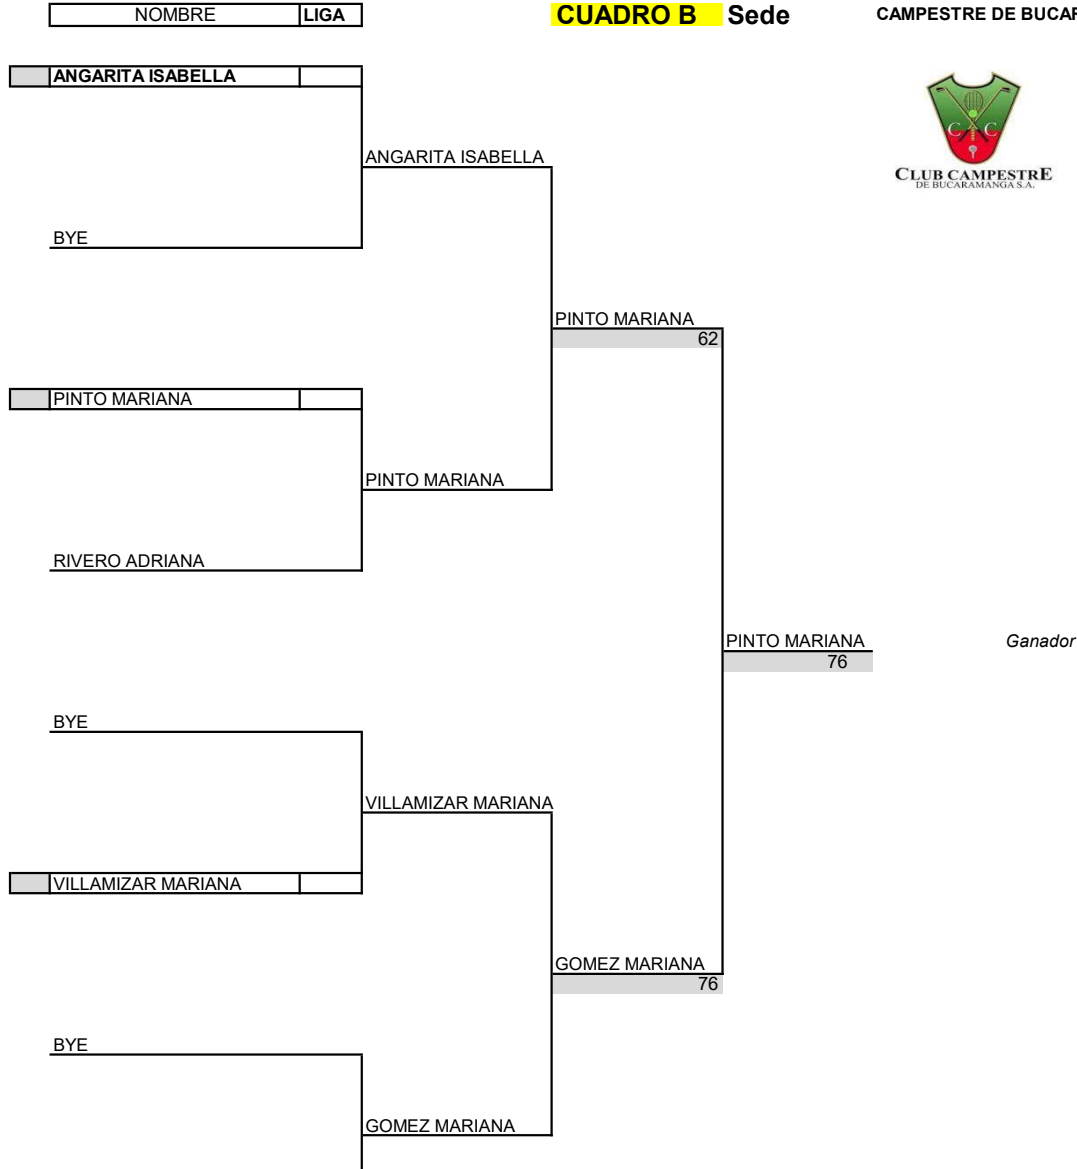 NOMBRE LIGA CUADRO B Sede CAMPESTRE DE BUCAR
ANGARITA ISABELLA
C C
CLUB CAMPESTRE
DE BUCARAMANGA S.A.
ANGARITA ISABELLA
BYE
PINTO MARIANA
62
PINTO MARIANA
PINTO MARIANA
RIVERO ADRIANA
PINTO MARIANA Ganador
76
BYE
VILLAMIZAR MARIANA
VILLAMIZAR MARIANA
GOMEZ MARIANA
76
BYE
GOMEZ MARIANA